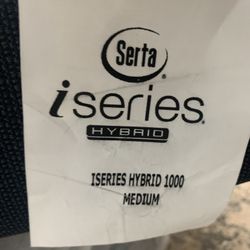 Serta
iseries
HYBRID
ISERIES HYBRID 1000
MEDIUM